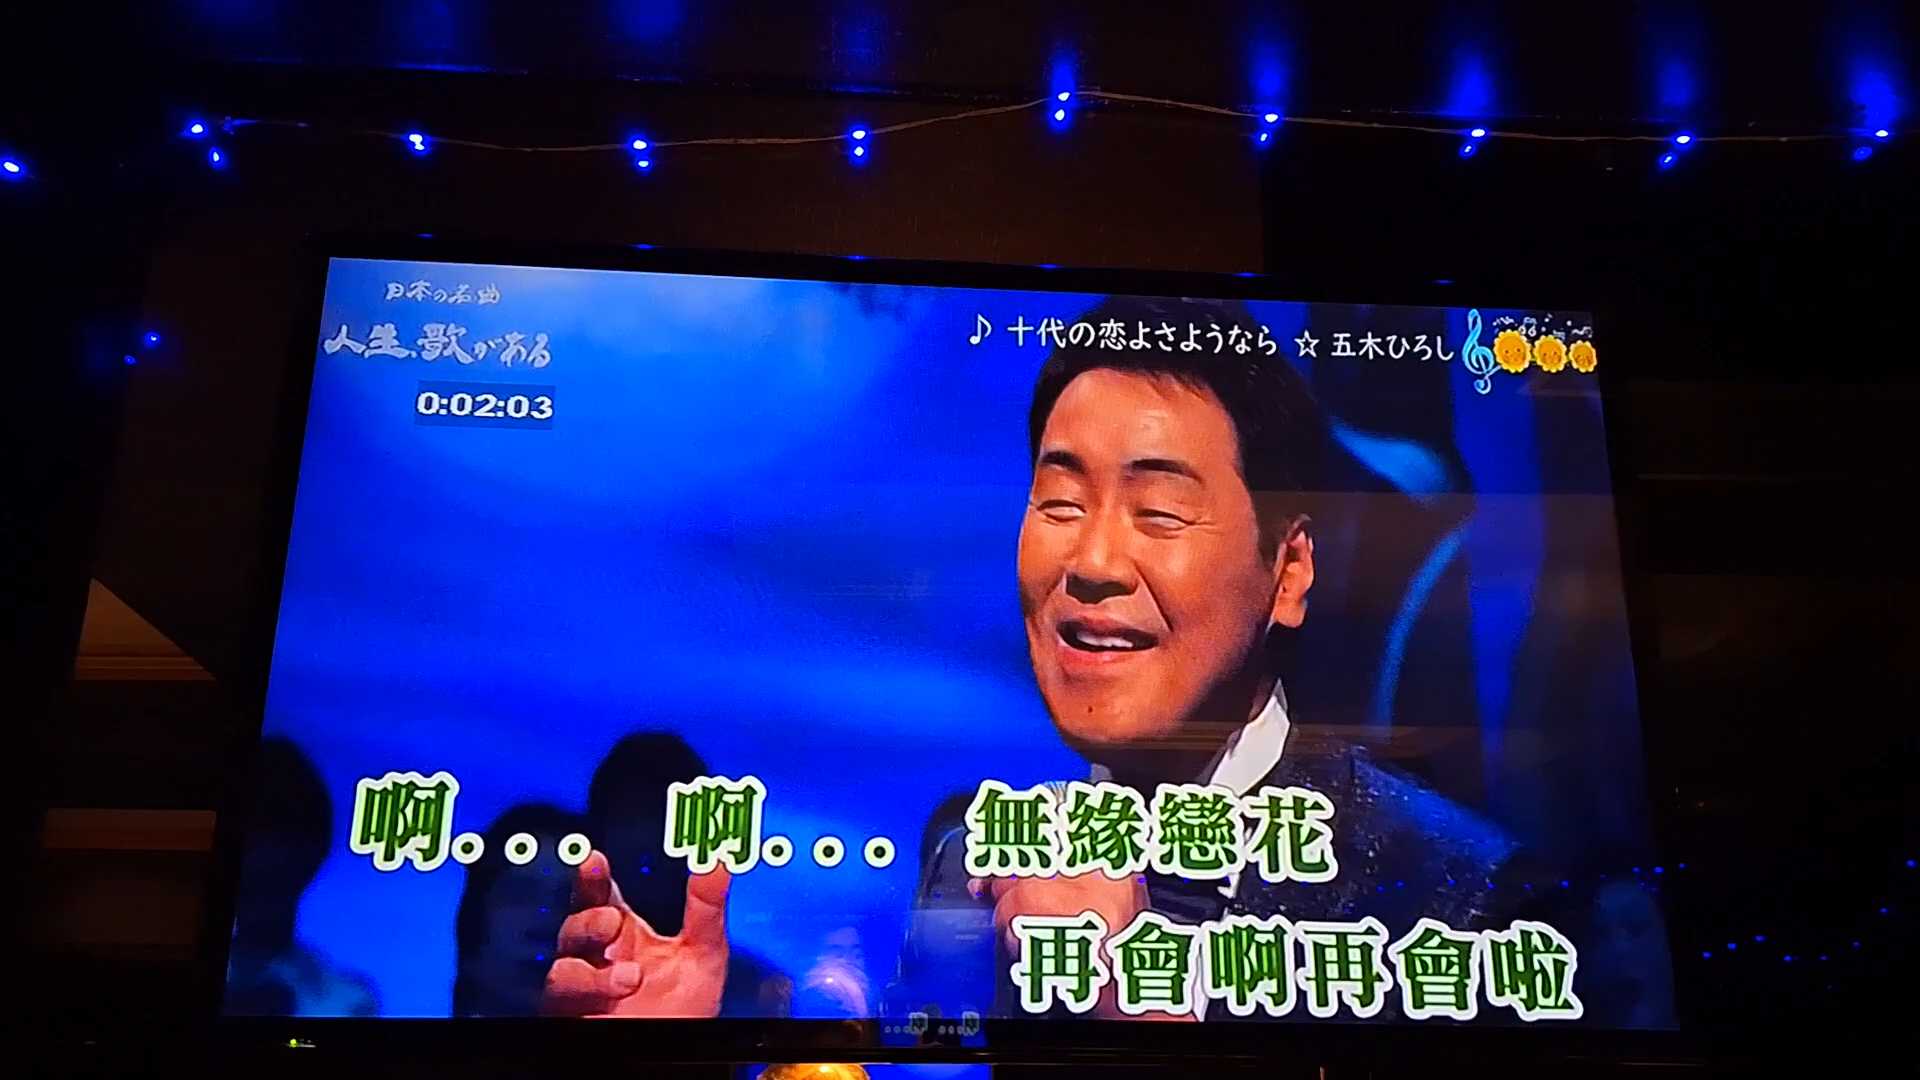 日本の名曲
人生、歌がある
0:02:03
♪ 十代の恋よさようなら ☆ 五木ひろし
啊... 啊... 無緣戀花
再會啊再會啦